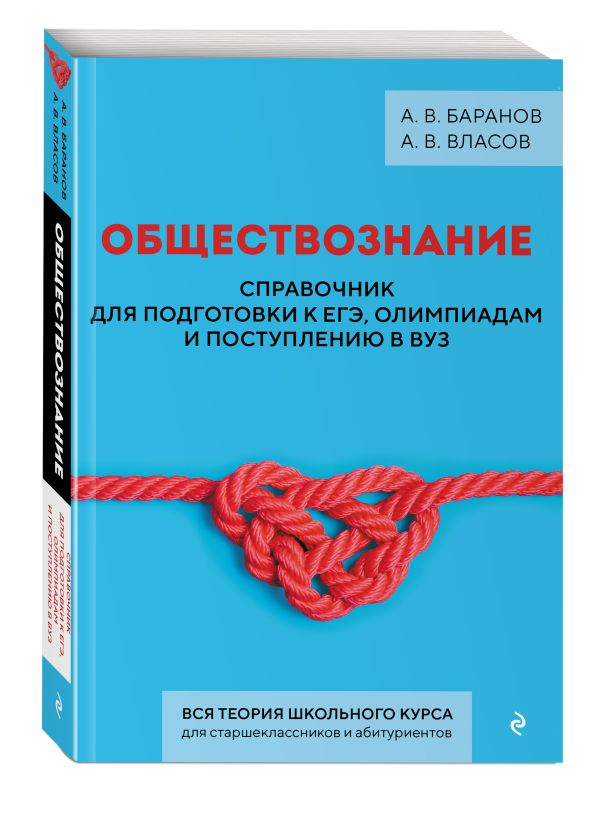 А. В. БАРАНОВ
А. В. ВЛАСОВ
ОБЩЕСТВОЗНАНИЕ
СПРАВОЧНИК
ДЛЯ ПОДГОТОВКИ К ЕГЭ, ОЛИМПИАДАМ
И ПОСТУПЛЕНИЮ В ВУЗ
ВСЯ ТЕОРИЯ ШКОЛЬНОГО КУРСА
для старшеклассников и абитуриентов
А. В. БАРАНОВ
А. В. ВЛАСОВ
ОБЩЕСТВОЗНАНИЕ
СПРАВОЧНИК
ДЛЯ ПОДГОТОВКИ К ЕГЭ,
ОЛИМПИАДАМ
И ПОСТУПЛЕНИЮ В ВУЗ